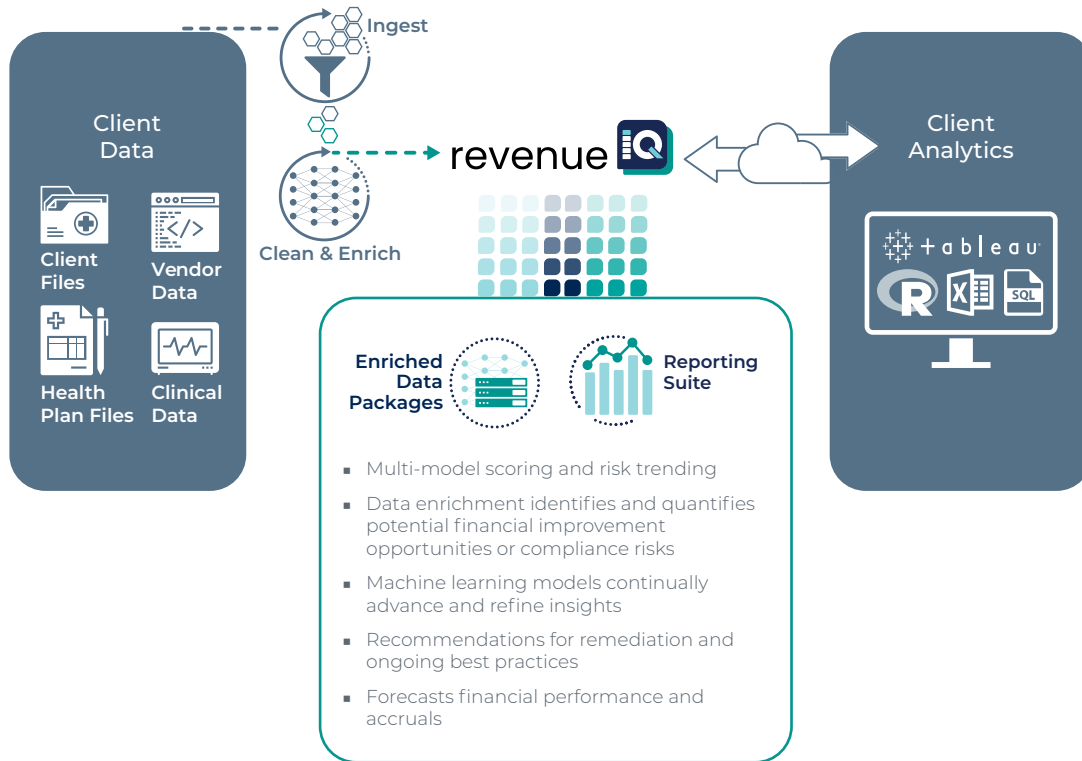 Ingest
Client
Data
Client
Files
</>
Vendor
Data
Health
Plan Files
Clinical
Data
Clean & Enrich
revenue IQ
Client
Analytics
+ a b l e a u
R
X
SQL
Enriched
Data
Packages
Reporting
Suite
▪ Multi-model scoring and risk trending
▪ Data enrichment identifies and quantifies
potential financial improvement
opportunities or compliance risks
▪ Machine learning models continually
advance and refine insights
▪ Recommendations for remediation and
ongoing best practices
▪ Forecasts financial performance and
accruals